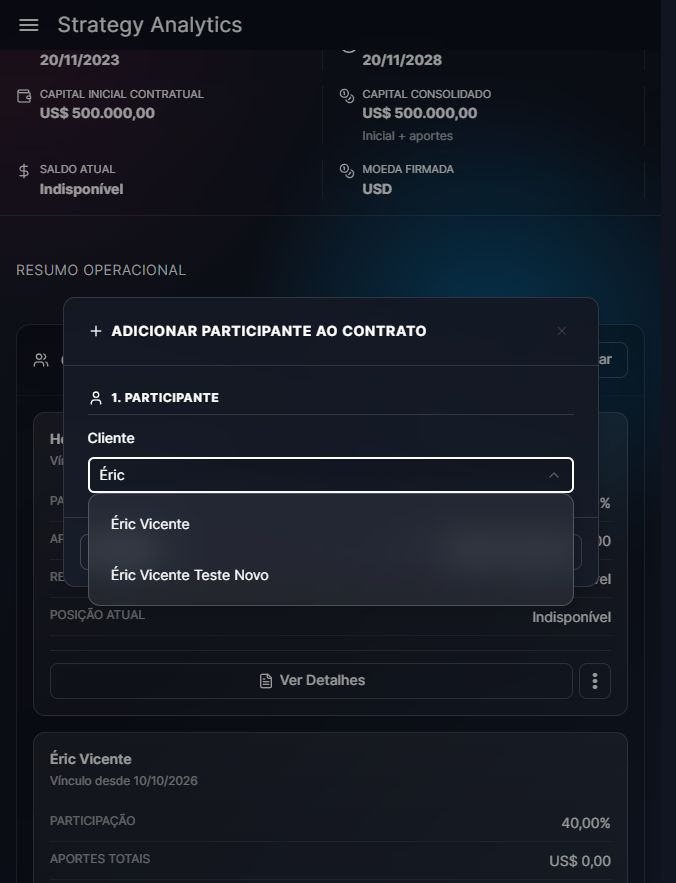 Strategy Analytics
20/11/2023
20/11/2028
CAPITAL INICIAL CONTRATUAL
US$ 500.000,00
CAPITAL CONSOLIDADO
US$ 500.000,00
Inicial + aportes
SALDO ATUAL
Indisponível
MOEDA FIRMADA
USD
RESUMO OPERACIONAL
ADICIONAR PARTICIPANTE AO CONTRATO
1. PARTICIPANTE
Cliente
Éric
Éric Vicente
Éric Vicente Teste Novo
POSIÇÃO ATUAL
Indisponível
Ver Detalhes
Éric Vicente
Vínculo desde 10/10/2026
PARTICIPAÇÃO
40,00%
APORTES TOTAIS
US$ 0,00